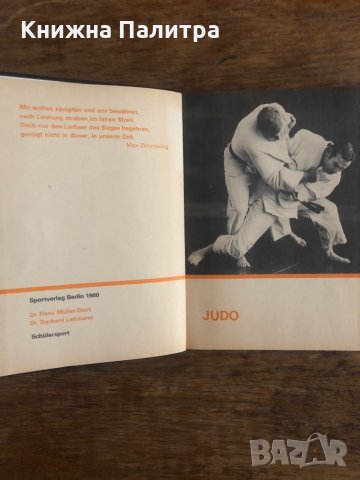 Книжна Палитра
Wir wollen kämpfen und uns bewähren,
nach Leistung streben im fairen Streit.
Doch nur den Lorbeer des Sieges begehren,
genügt nicht in dieser, in unserer Zeit.
Max Zimmering
Sportverlag Berlin 1980
Dr. Hans Müller-Deck
Dr. Gerhard Lehmann
Schülersport
JUDO
BAZAR